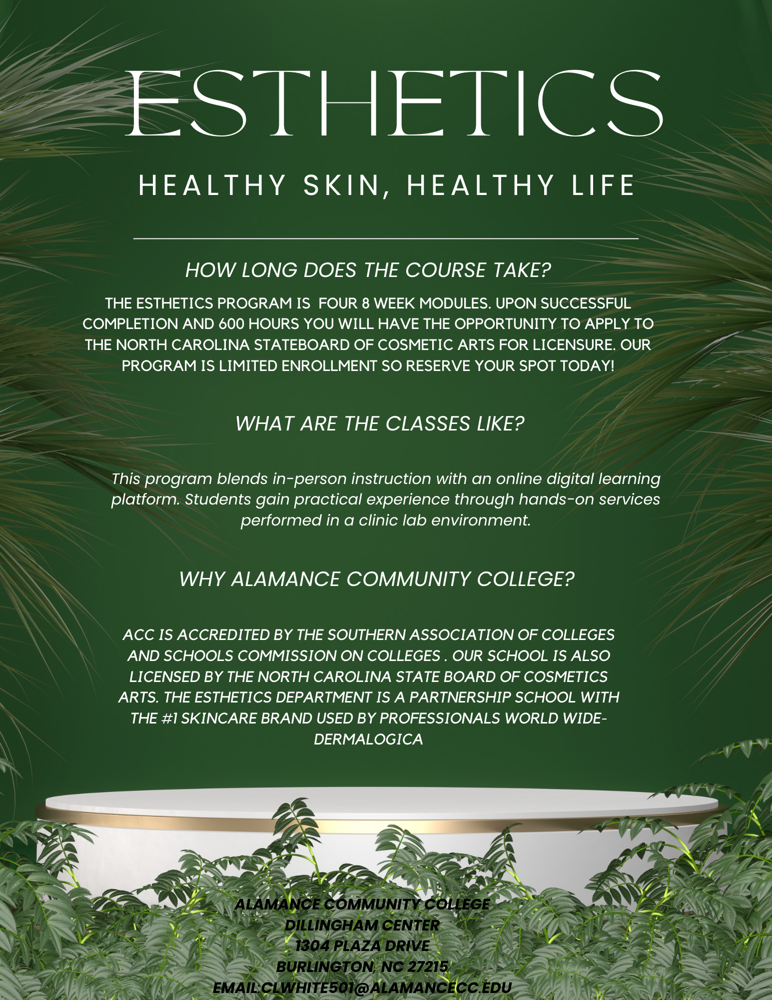 ESTHETICS
HEALTHY SKIN, HEALTHY LIFE
HOW LONG DOES THE COURSE TAKE?
THE ESTHETICS PROGRAM IS  FOUR 8 WEEK MODULES. UPON SUCCESSFUL
COMPLETION AND 600 HOURS YOU WILL HAVE THE OPPORTUNITY TO APPLY TO
THE NORTH CAROLINA STATEBOARD OF COSMETIC ARTS FOR LICENSURE. OUR
PROGRAM IS LIMITED ENROLLMENT SO RESERVE YOUR SPOT TODAY!
WHAT ARE THE CLASSES LIKE?
This program blends in-person instruction with an online digital learning
platform. Students gain practical experience through hands-on services
performed in a clinic lab environment.
WHY ALAMANCE COMMUNITY COLLEGE?
ACC IS ACCREDITED BY THE SOUTHERN ASSOCIATION OF COLLEGES
AND SCHOOLS COMMISSION ON COLLEGES . OUR SCHOOL IS ALSO
LICENSED BY THE NORTH CAROLINA STATE BOARD OF COSMETICS
ARTS. THE ESTHETICS DEPARTMENT IS A PARTNERSHIP SCHOOL WITH
THE #1 SKINCARE BRAND USED BY PROFESSIONALS WORLD WIDE-
DERMALOGICA
ALAMANCE COMMUNITY COLLEGE
DILLINGHAM CENTER
1304 PLAZA DRIVE
BURLINGTON, NC 27215
EMAIL:CLWHITE501@ALAMANCECC.EDU